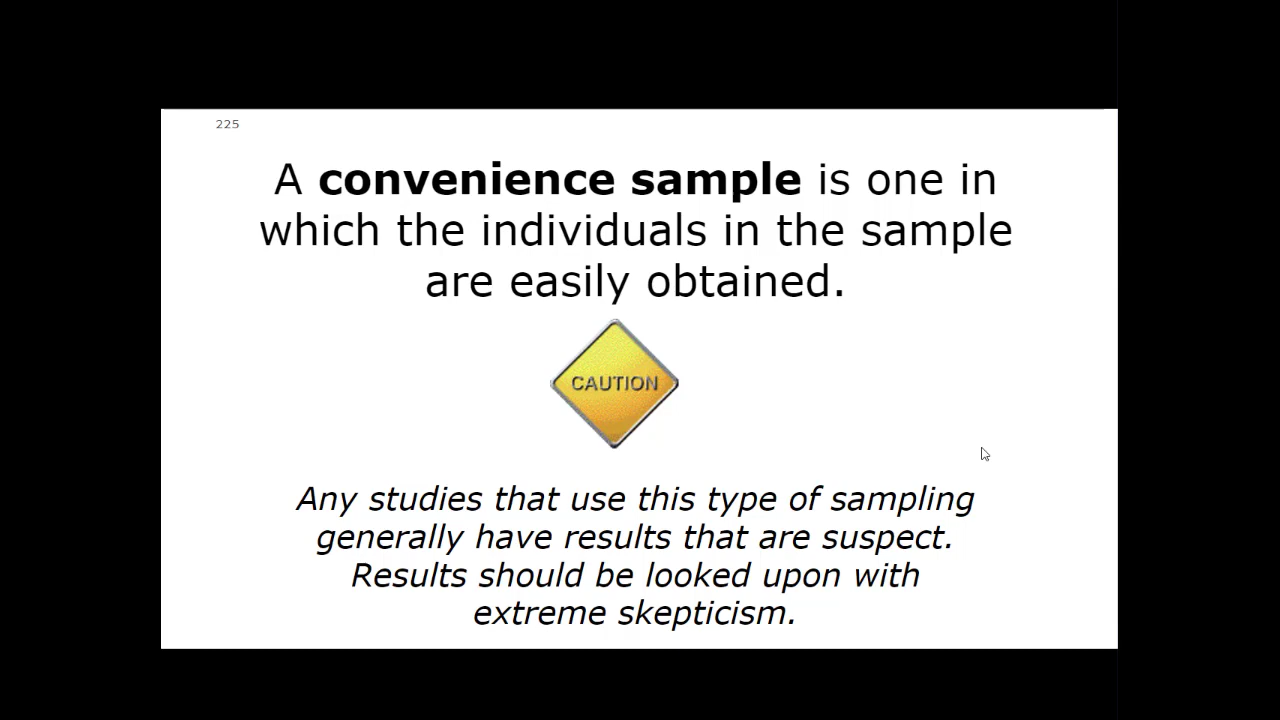 225
A convenience sample is one in
which the individuals in the sample
are easily obtained.
CAUTION
Any studies that use this type of sampling
generally have results that are suspect.
Results should be looked upon with
extreme skepticism.